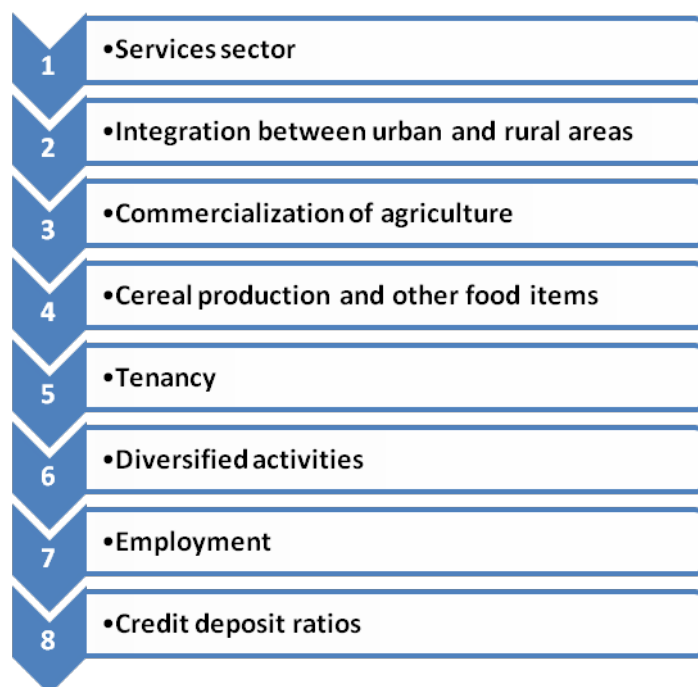 1
•Services sector
2
•Integration between urban and rural areas
3
•Commercialization of agriculture
4
•Cereal production and other food items
5
•Tenancy
6
•Diversified activities
7
•Employment
8
•Credit deposit ratios